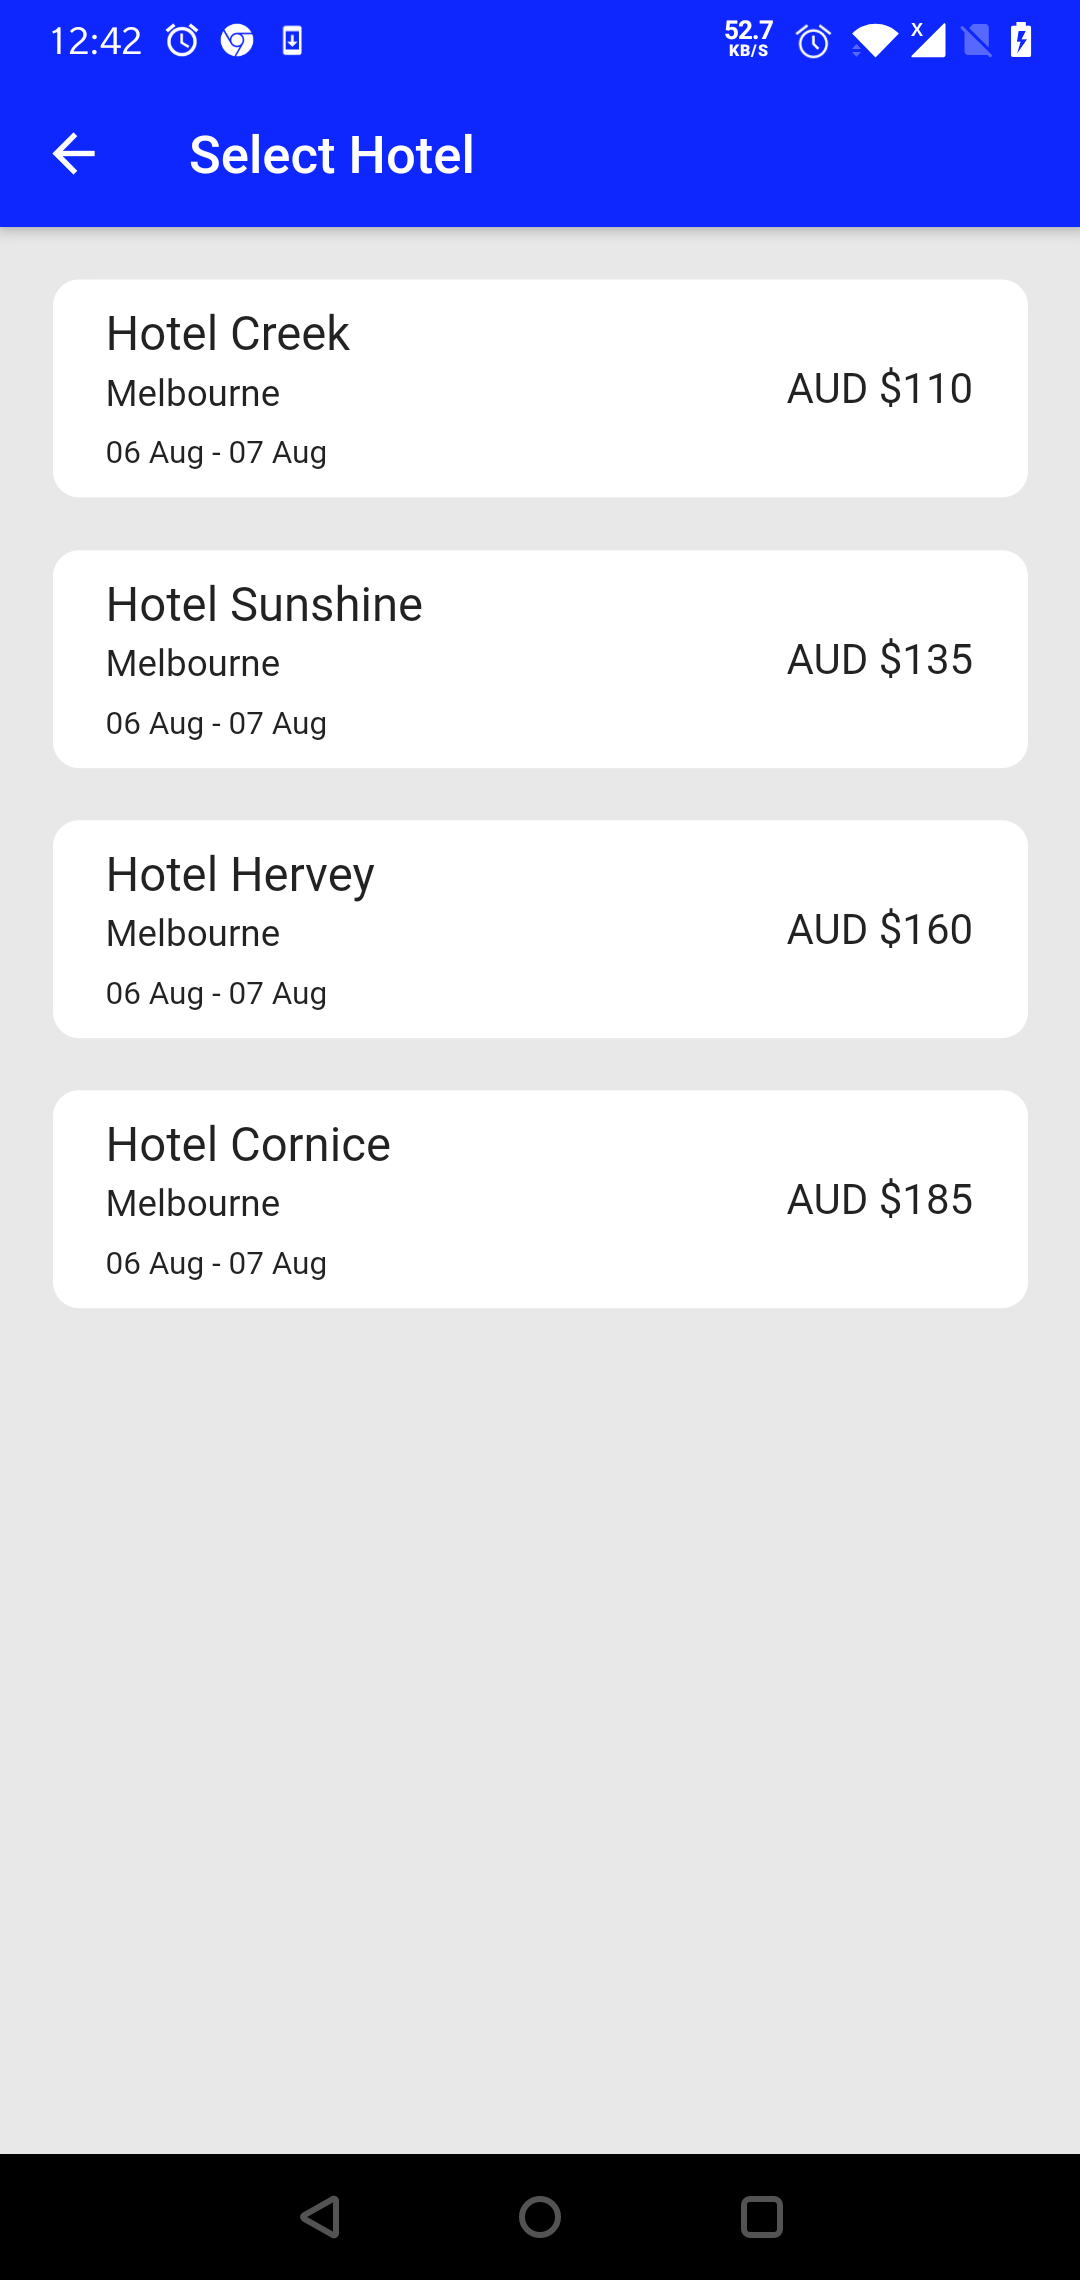 12:42
52.7
KB/S
X
Select Hotel
Hotel Creek
Melbourne
AUD $110
06 Aug - 07 Aug
Hotel Sunshine
Melbourne
AUD $135
06 Aug - 07 Aug
Hotel Hervey
Melbourne
AUD $160
06 Aug - 07 Aug
Hotel Cornice
Melbourne
AUD $185
06 Aug - 07 Aug